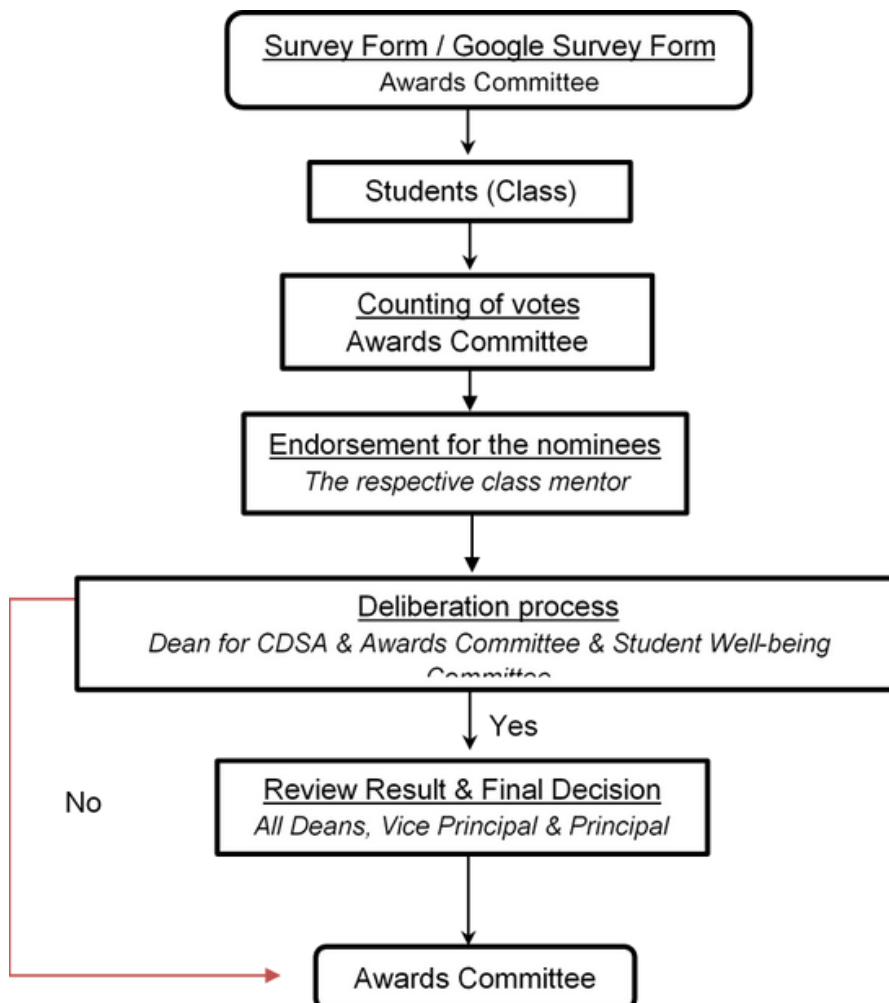 Survey Form / Google Survey Form
Awards Committee
Students (Class)
Counting of votes
Awards Committee
Endorsement for the nominees
The respective class mentor
Deliberation process
Dean for CDSA & Awards Committee & Student Well-being
Committee
Yes
Review Result & Final Decision
All Deans, Vice Principal & Principal
No
Awards Committee